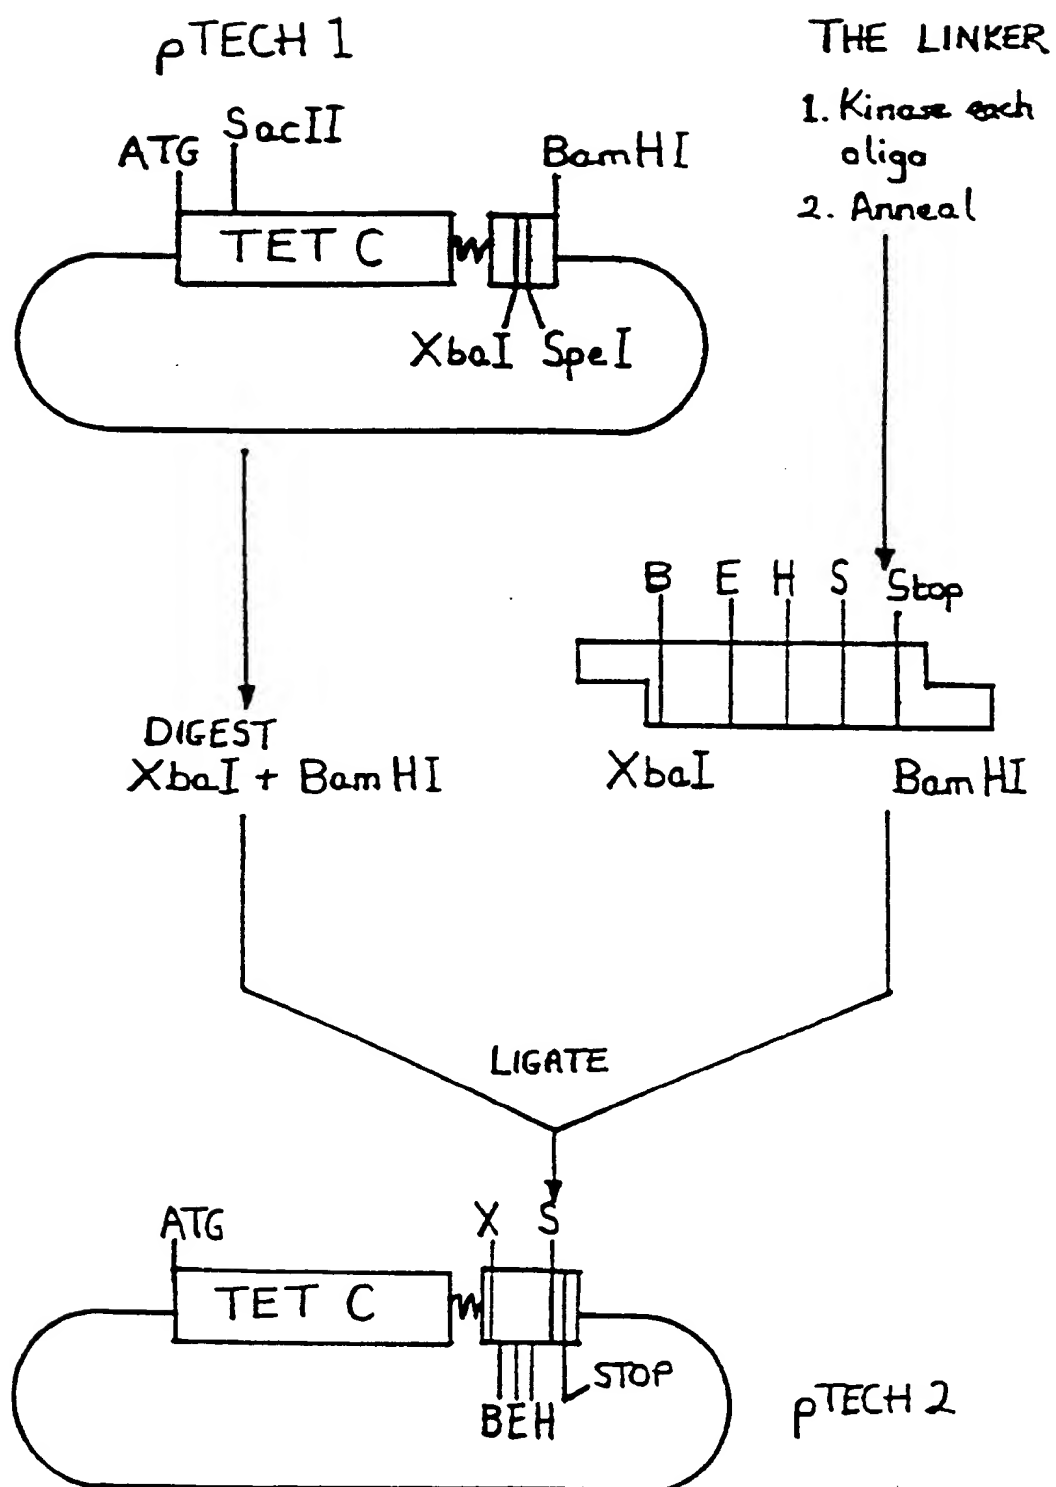 pTECH 1
THE LINKER
1. Kinase each
oligo
2. Anneal
ATG
SacII
BamHI
TET C
XbaI SpeI
B E H S Stop
DIGEST
XbaI + BamHI
XbaI
BamHI
LIGATE
ATG
X S
TET C
STOP
BEH
pTECH 2